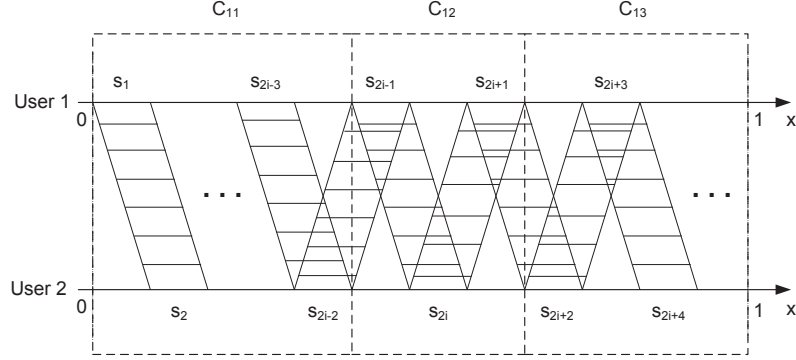 C₁₁ C₁₂ C₁₃
s₁ s₂ᵢ₋₃ s₂ᵢ₋₁ s₂ᵢ₊₁ s₂ᵢ₊₃
User 1
0 1 x
. . . . . .
User 2
0 1 x
s₂ s₂ᵢ₋₂ s₂ᵢ s₂ᵢ₊₂ s₂ᵢ₊₄